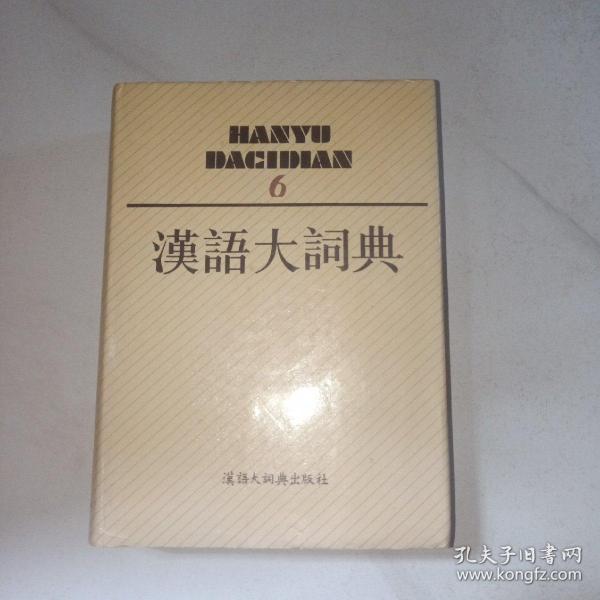 HANYU
DACIDIAN
6
漢語大詞典
漢語大詞典出版社
孔夫子旧书网
www.kongfz.com